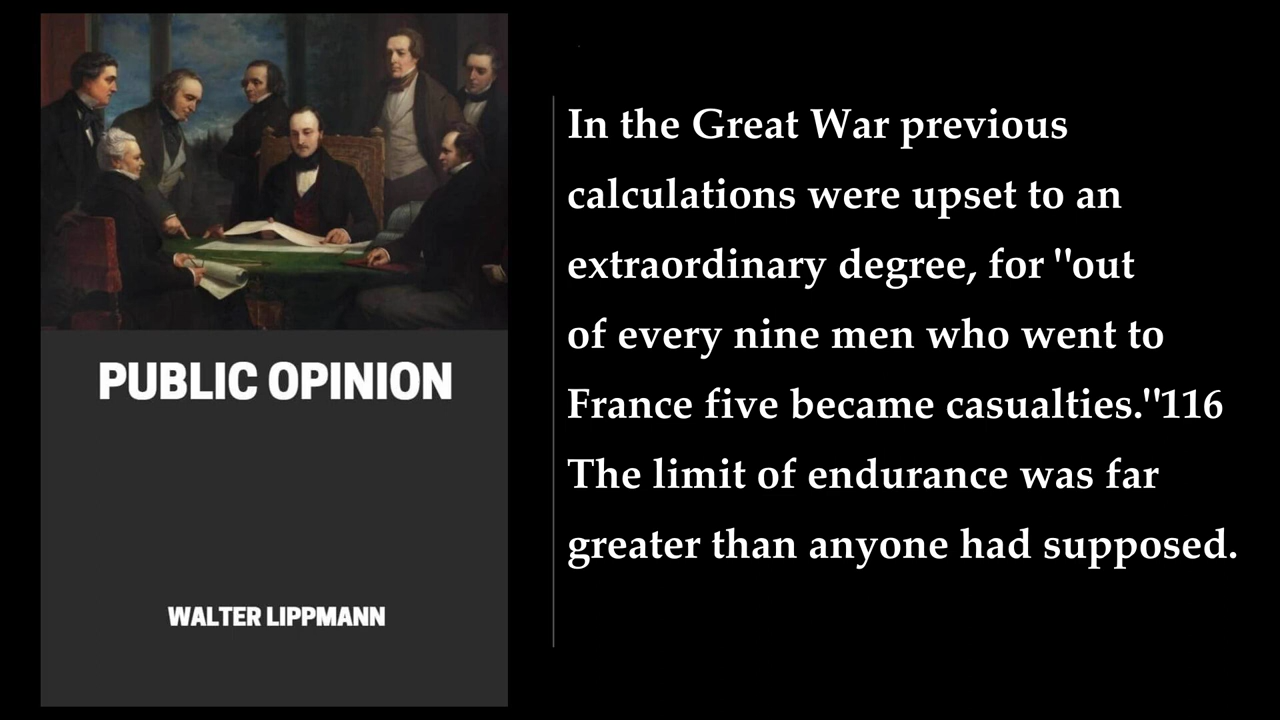 PUBLIC OPINION
WALTER LIPPMANN
In the Great War previous
calculations were upset to an
extraordinary degree, for "out
of every nine men who went to
France five became casualties."116
The limit of endurance was far
greater than anyone had supposed.